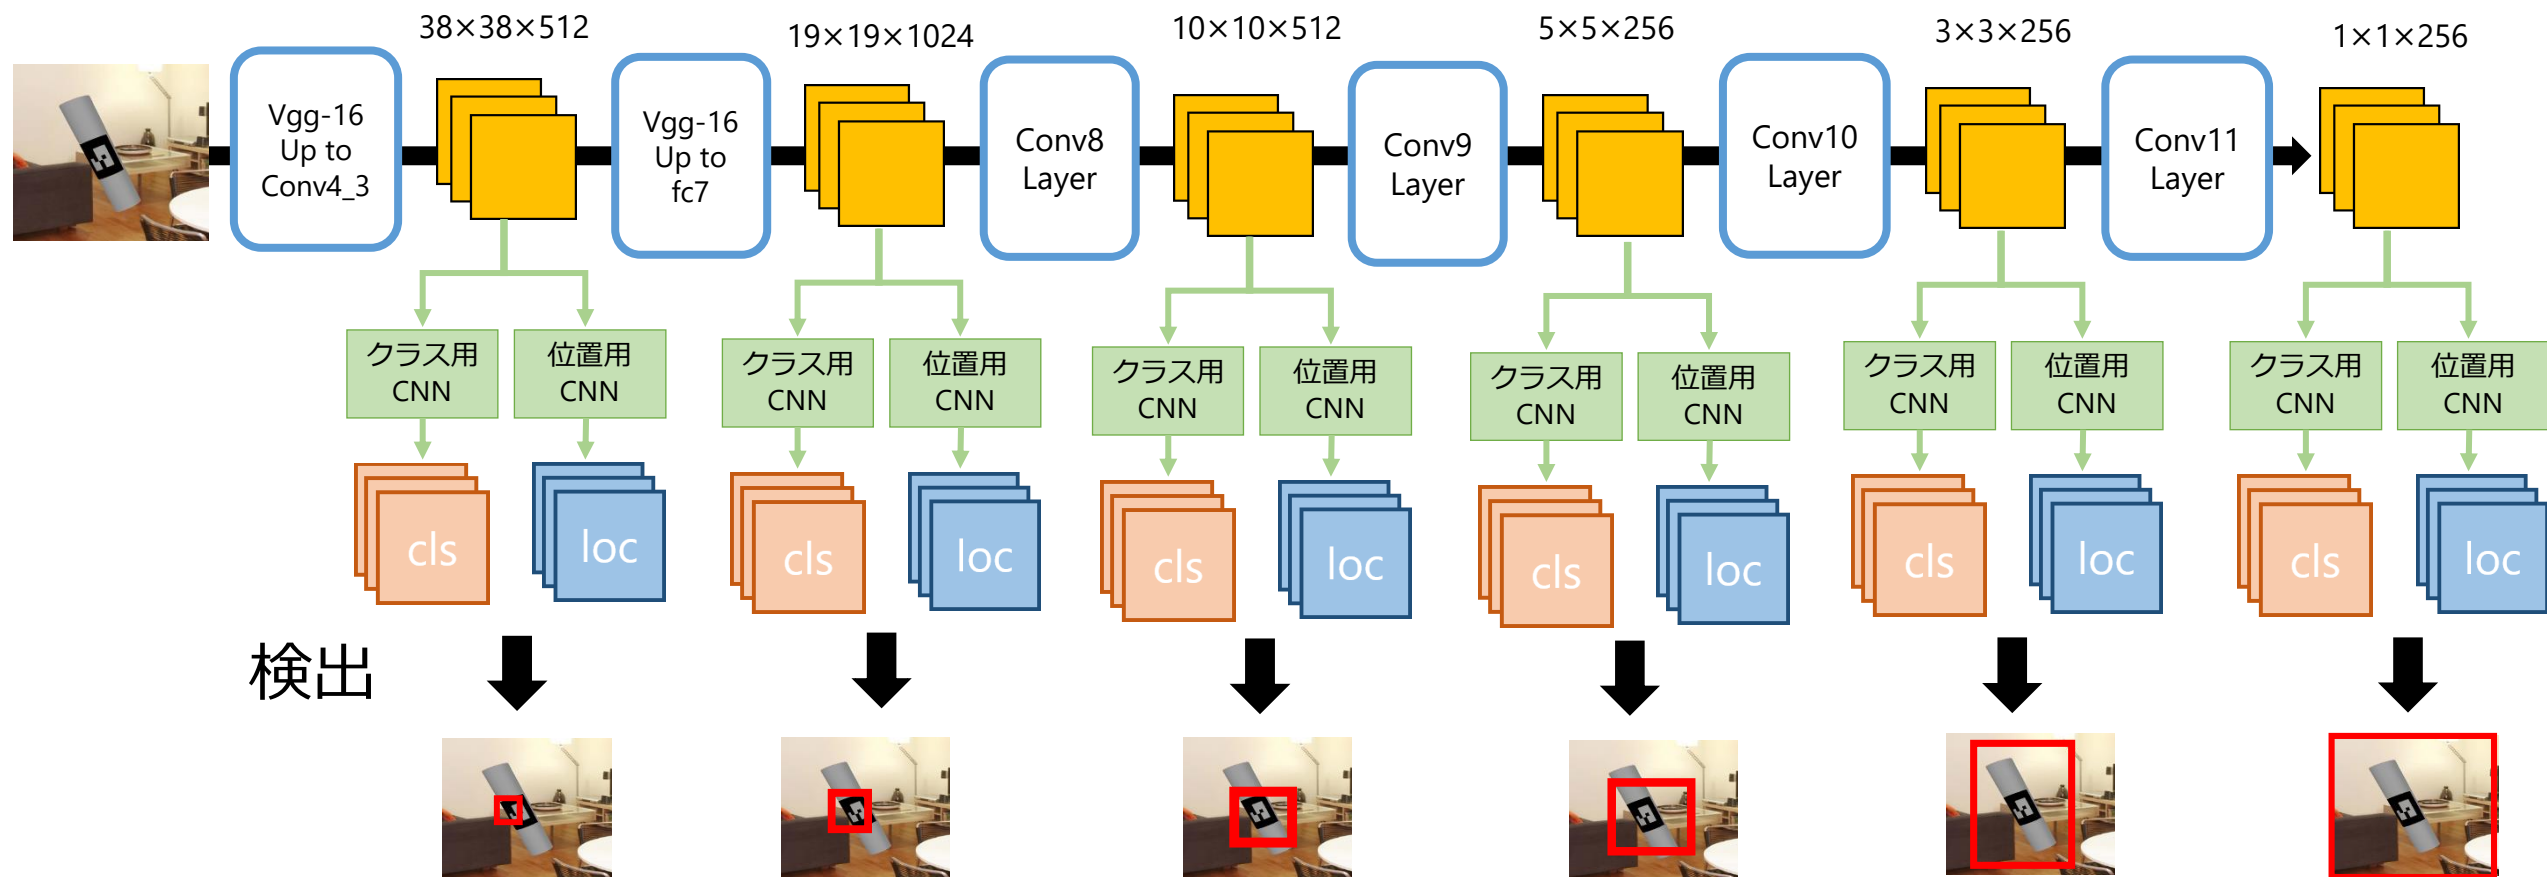 38×38×512
19×19×1024
10×10×512
5×5×256
3×3×256
1×1×256
Vgg-16
Up to
Conv4_3
Vgg-16
Up to
fc7
Conv8
Layer
Conv9
Layer
Conv10
Layer
Conv11
Layer
クラス用
CNN
位置用
CNN
クラス用
CNN
位置用
CNN
クラス用
CNN
位置用
CNN
クラス用
CNN
位置用
CNN
クラス用
CNN
位置用
CNN
クラス用
CNN
位置用
CNN
cls
loc
cls
loc
cls
loc
cls
loc
cls
loc
cls
loc
検出